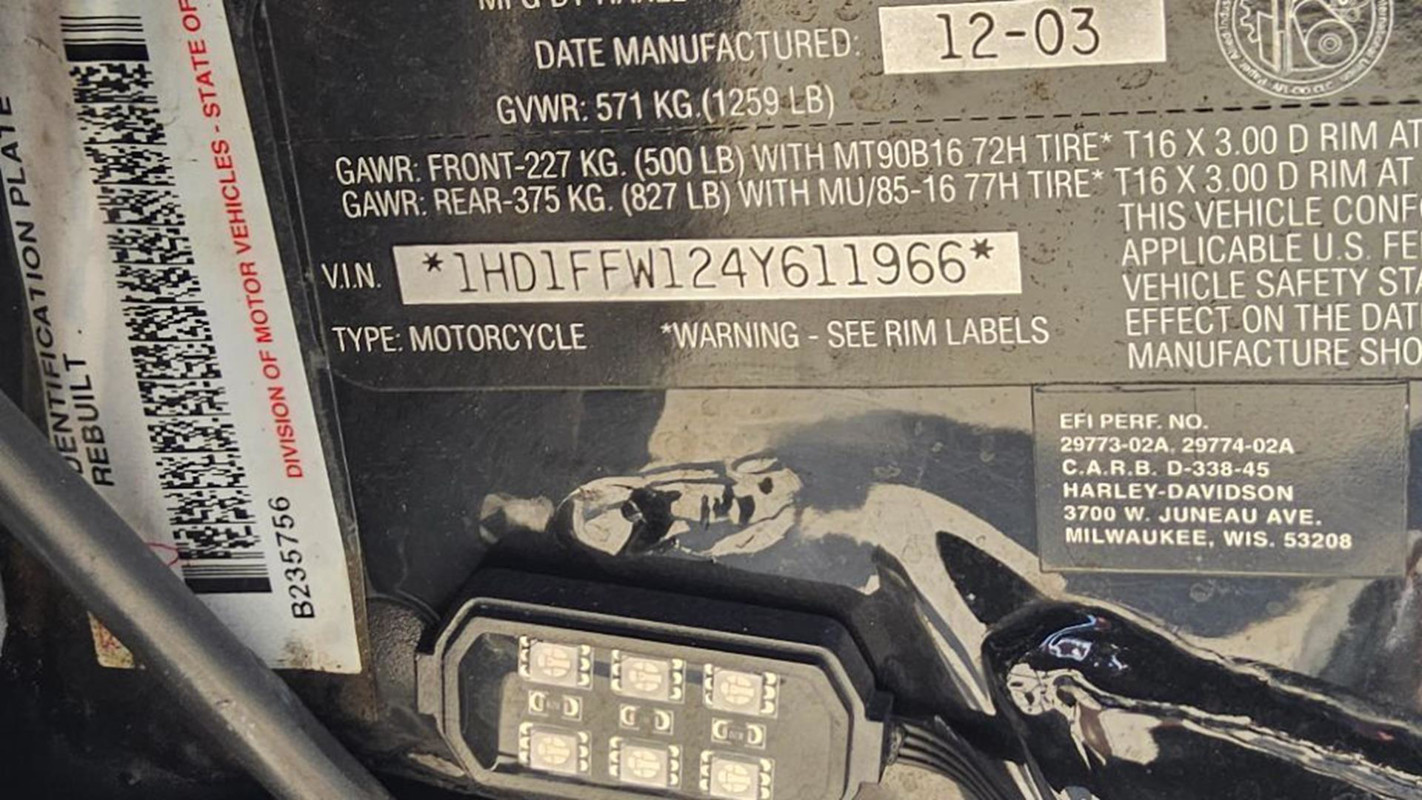 DATE MANUFACTURED: 12-03
GVWR: 571 KG.(1259 LB)
GAWR: FRONT-227 KG. (500 LB) WITH MT90B16 72H TIRE* T16 X 3.00 D RIM AT
GAWR: REAR-375 KG. (827 LB) WITH MU/85-16 77H TIRE* T16 X 3.00 D RIM AT
THIS VEHICLE CONF
APPLICABLE U.S. FE
VEHICLE SAFETY STA
EFFECT ON THE DAT
MANUFACTURE SHO
V.I.N. *1HD1FFW124Y611966*
TYPE: MOTORCYCLE *WARNING - SEE RIM LABELS
EFI PERF. NO.
29773-02A, 29774-02A
C.A.R.B. D-338-45
HARLEY-DAVIDSON
3700 W. JUNEAU AVE.
MILWAUKEE, WIS. 53208
IDENTIFICATION PLATE
REBUILT
DIVISION OF MOTOR VEHICLES - STATE OF
B235756